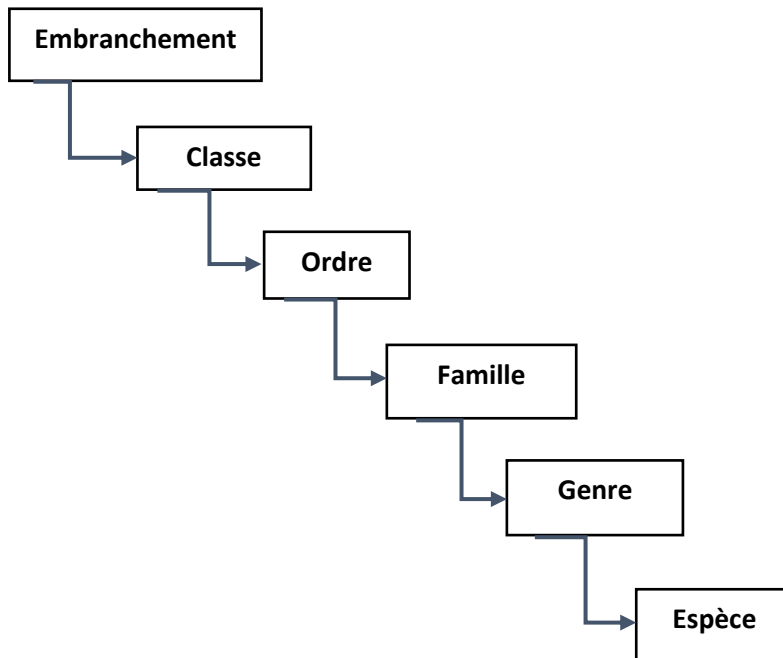 Embranchement
Classe
Ordre
Famille
Genre
Espèce